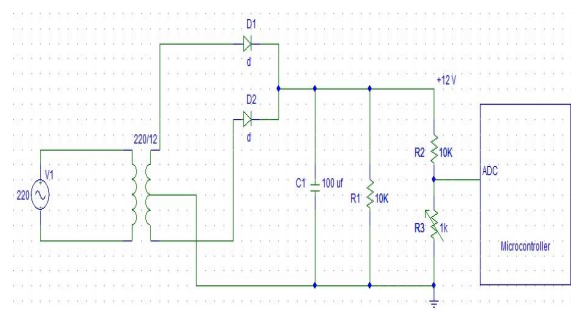 D1
d
D2
d
+12 V
220/12
V1
220
C1
100 uf
R1
10K
R2
10K
R3
1k
ADC
Microcontroller